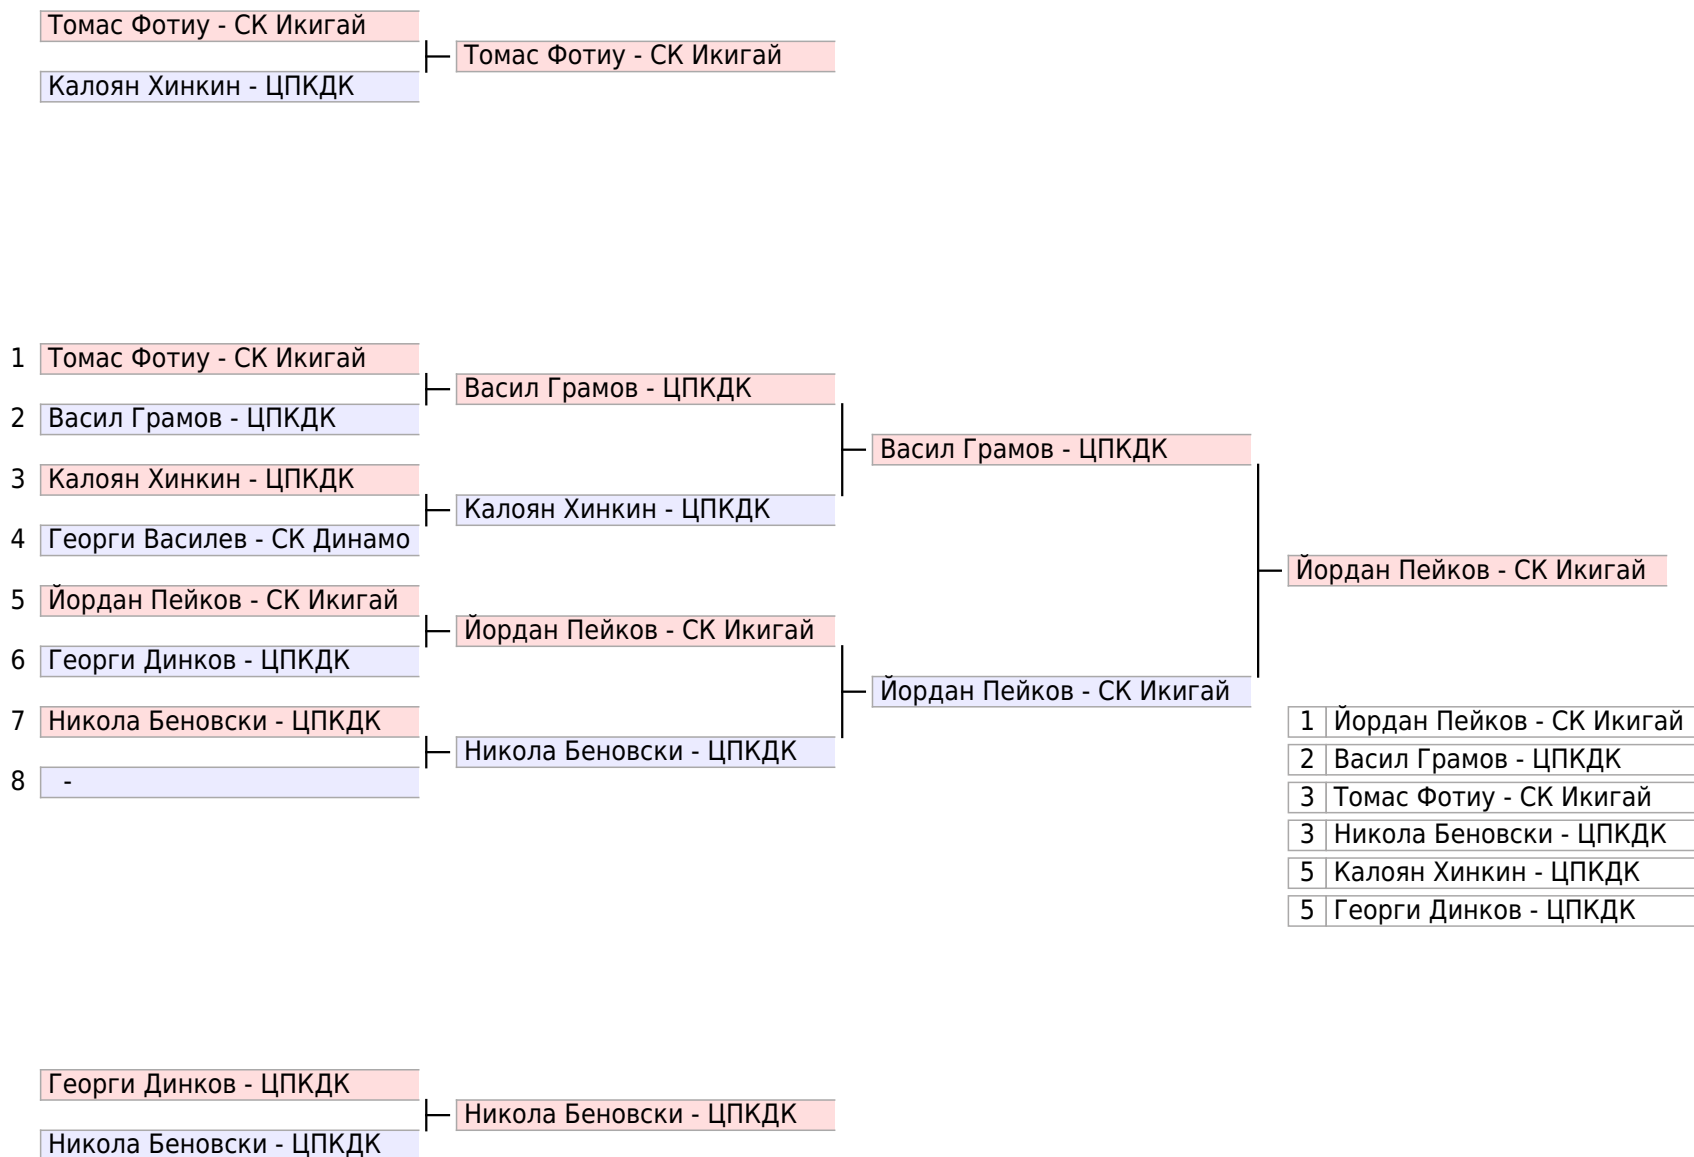 Томас Фотиу - СК Икигай
Томас Фотиу - СК Икигай
Калоян Хинкин - ЦПКДК
1 Томас Фотиу - СК Икигай
Васил Грамов - ЦПКДК
2 Васил Грамов - ЦПКДК
Васил Грамов - ЦПКДК
3 Калоян Хинкин - ЦПКДК
Калоян Хинкин - ЦПКДК
4 Георги Василев - СК Динамо
Йордан Пейков - СК Икигай
5 Йордан Пейков - СК Икигай
Йордан Пейков - СК Икигай
6 Георги Динков - ЦПКДК
Йордан Пейков - СК Икигай
7 Никола Беновски - ЦПКДК
Никола Беновски - ЦПКДК
8 -
1 Йордан Пейков - СК Икигай
2 Васил Грамов - ЦПКДК
3 Томас Фотиу - СК Икигай
3 Никола Беновски - ЦПКДК
5 Калоян Хинкин - ЦПКДК
5 Георги Динков - ЦПКДК
Георги Динков - ЦПКДК
Никола Беновски - ЦПКДК
Никола Беновски - ЦПКДК